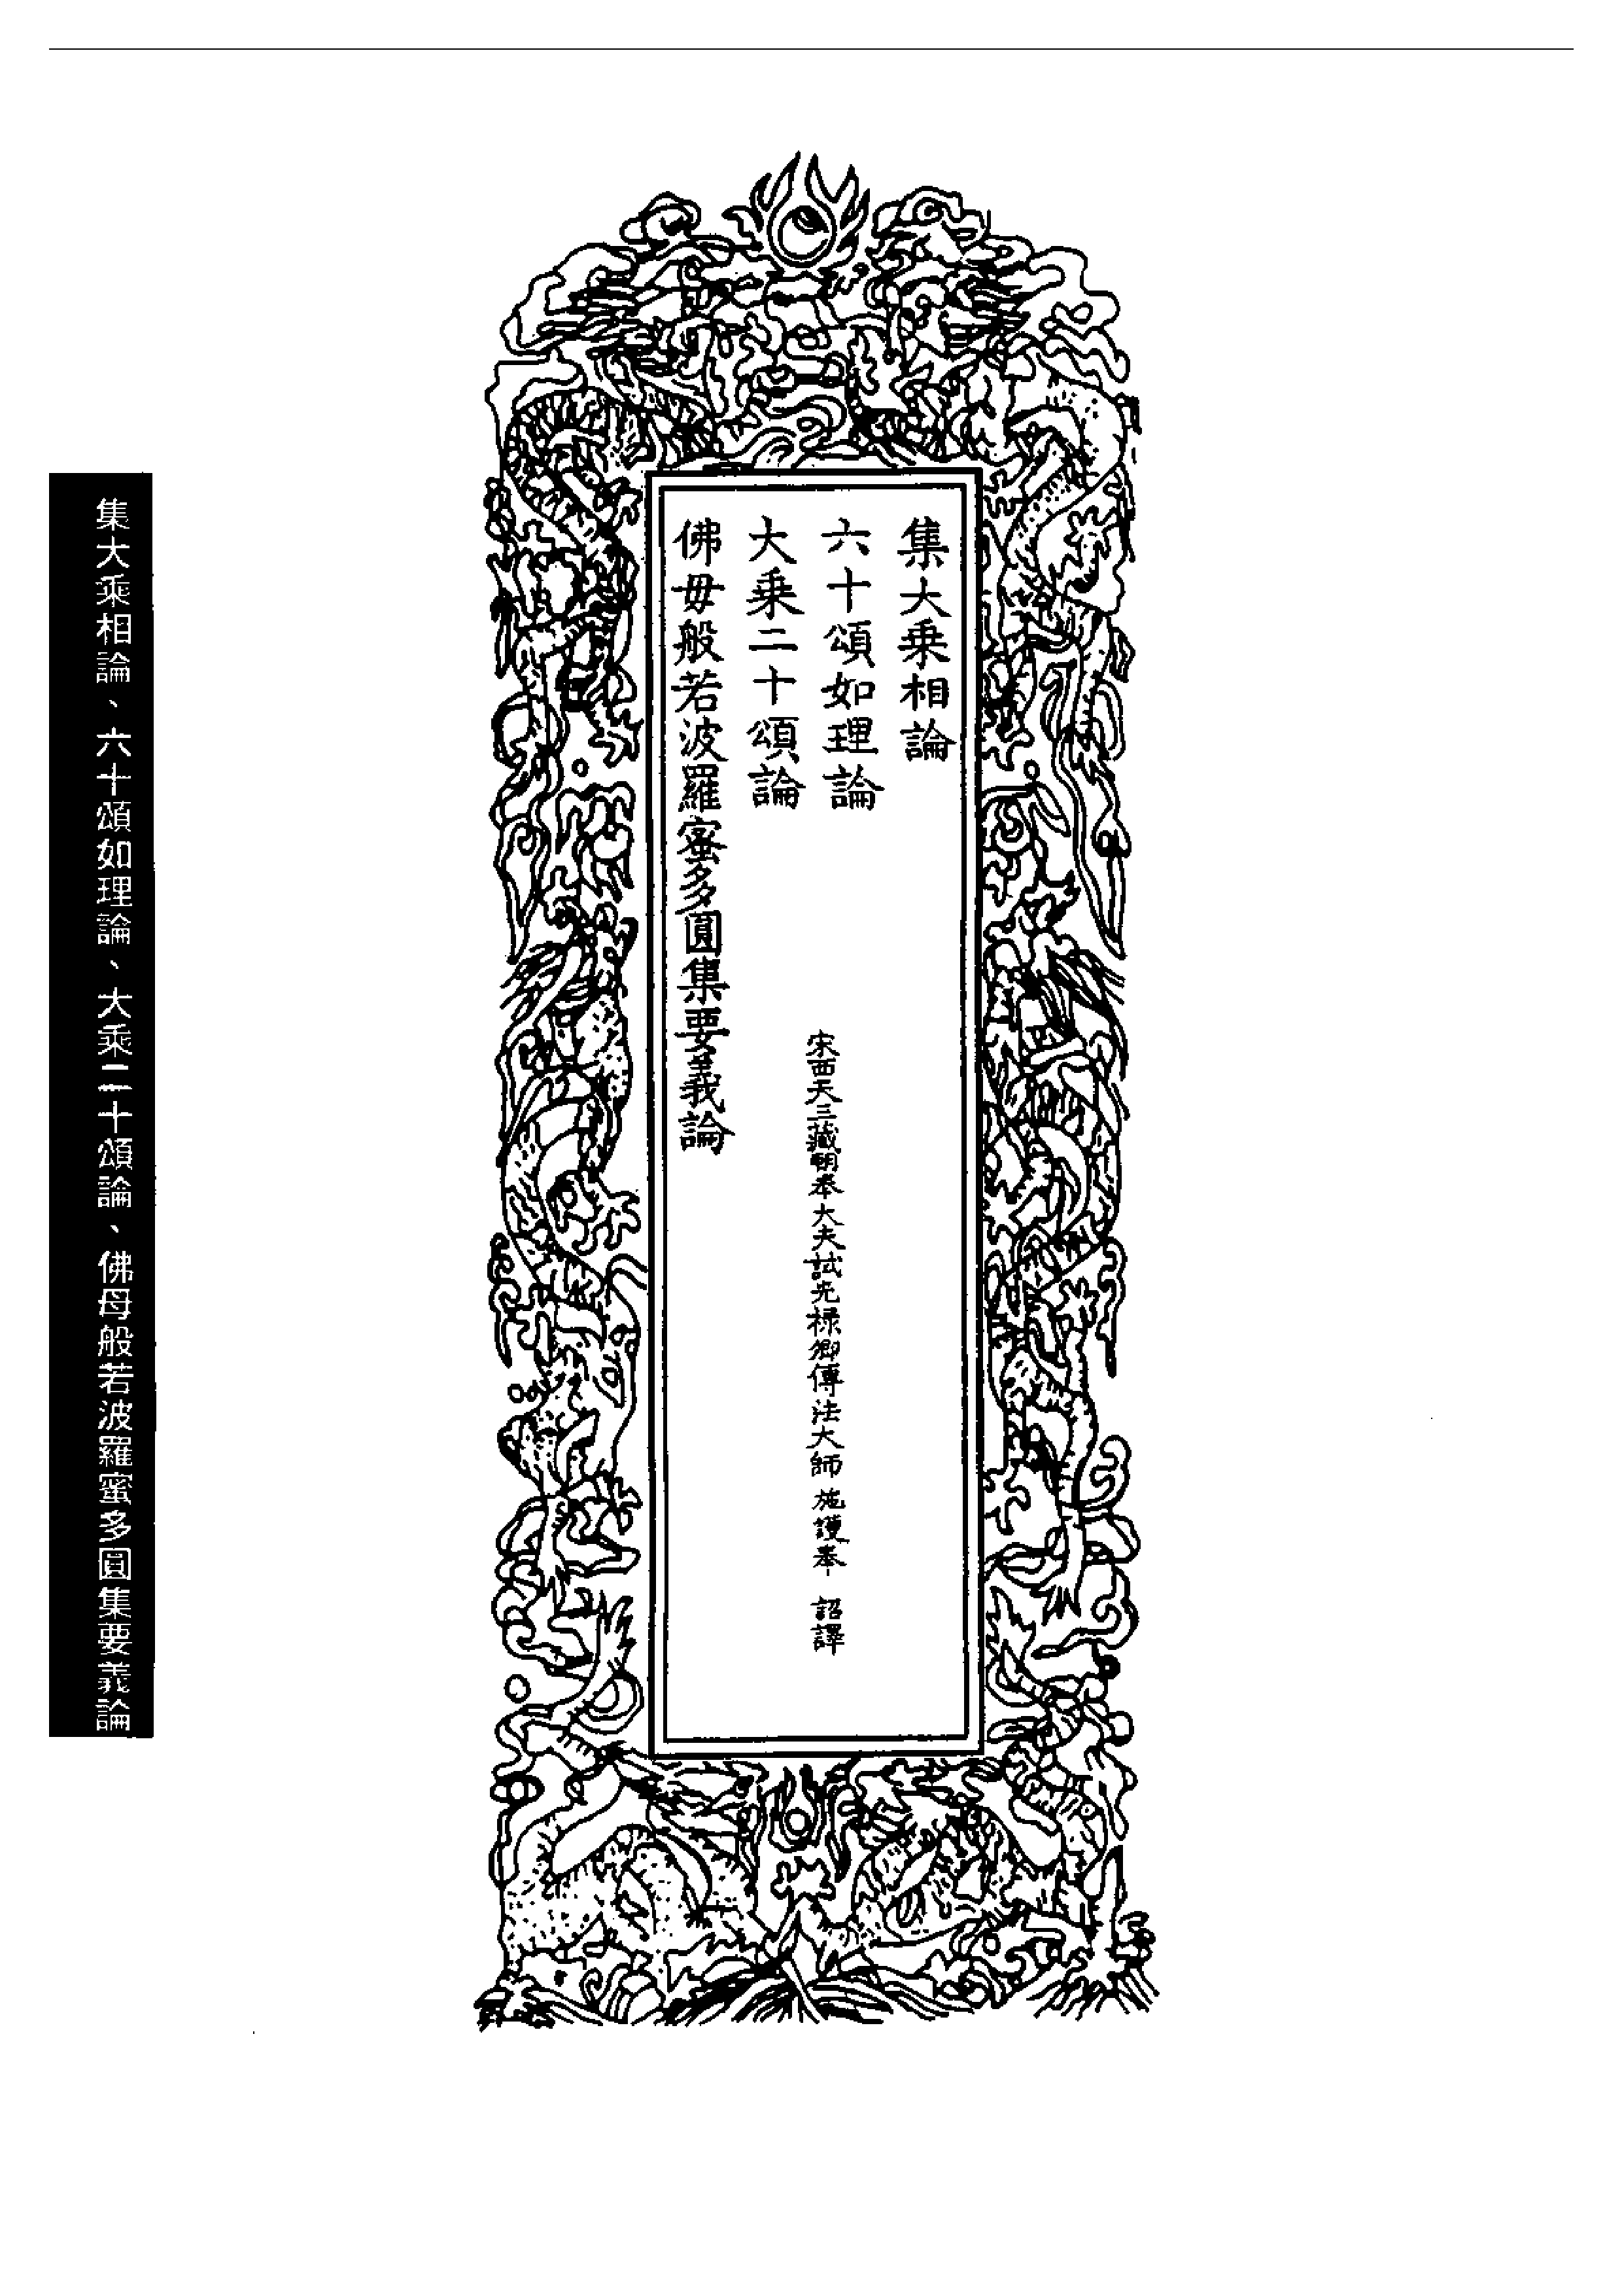 集大乗相論
六十頌如理論
大乗二十頌論
佛毋般若波羅蜜多圓集要義論
宋西天三藏朝奉大夫試光祿卿傳法大師施護奉 詔譯
集大乘相論、六十頌如理論、大乘二十頌論、佛母般若波羅蜜多圓集要義論